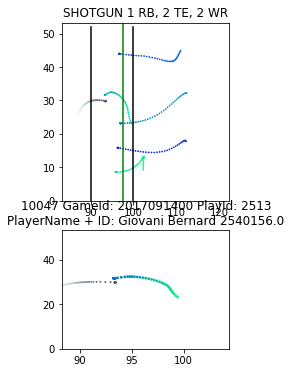 SHOTGUN 1 RB, 2 TE, 2 WR
50
40
30
20
10
0
90 100 110 120
10047 GameId: 2017091400 PlayId: 2513
PlayerName + ID: Giovani Bernard 2540156.0
40
20
0
90 95 100